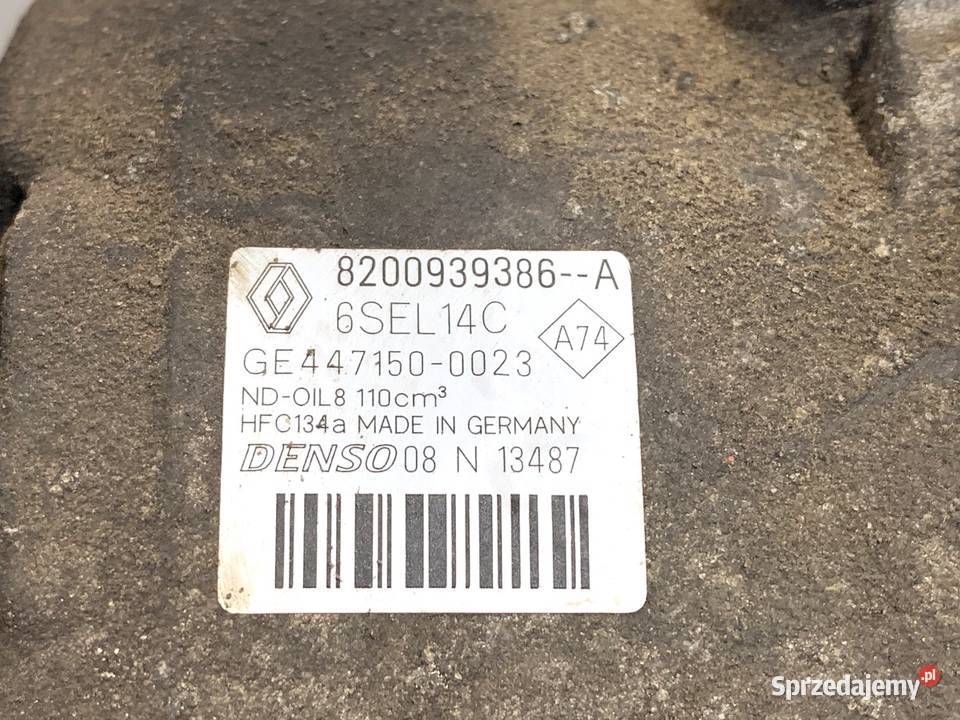 8200939386--A
6SEL14C
A74
GE447150-0023
ND-OIL8 110cm³
HFC134a MADE IN GERMANY
DENSO 08 N 13487
Sprzedajemy.pl